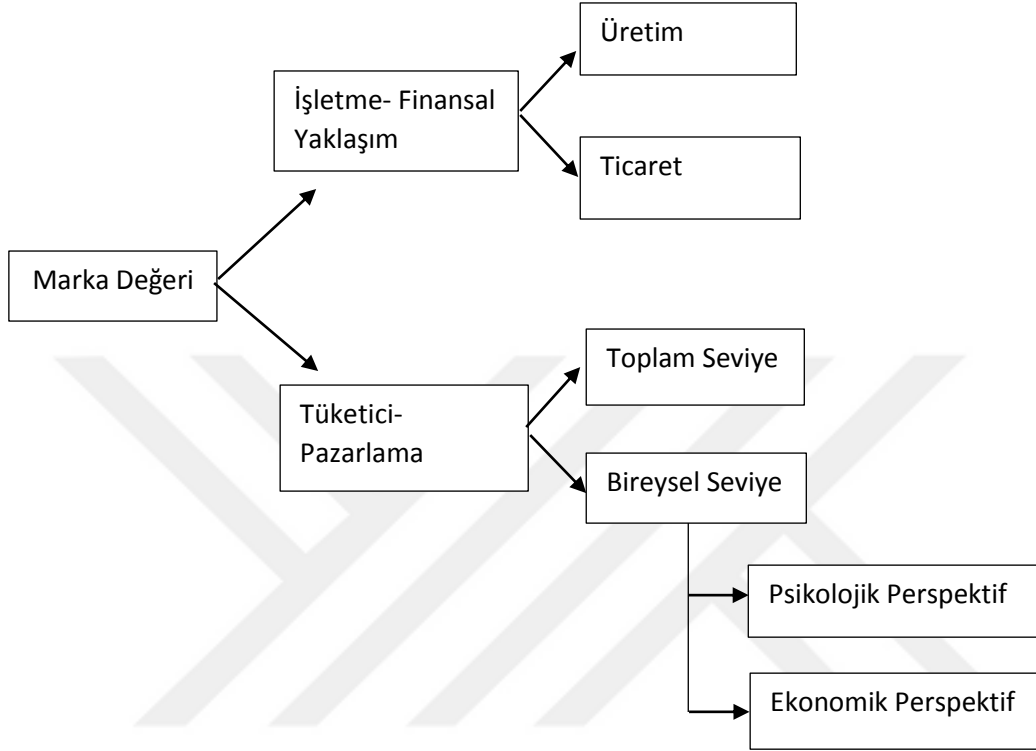 Üretim
İşletme- Finansal
Yaklaşım
Ticaret
Marka Değeri
Toplam Seviye
Tüketici-
Pazarlama
Bireysel Seviye
Psikolojik Perspektif
Ekonomik Perspektif